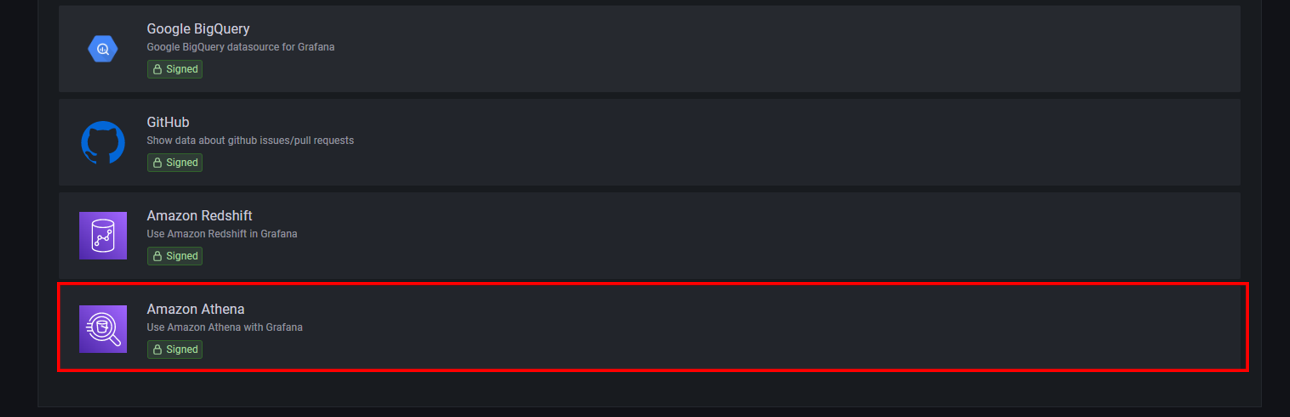 Google BigQuery
Google BigQuery datasource for Grafana
Signed
GitHub
Show data about github issues/pull requests
Signed
Amazon Redshift
Use Amazon Redshift in Grafana
Signed
Amazon Athena
Use Amazon Athena with Grafana
Signed